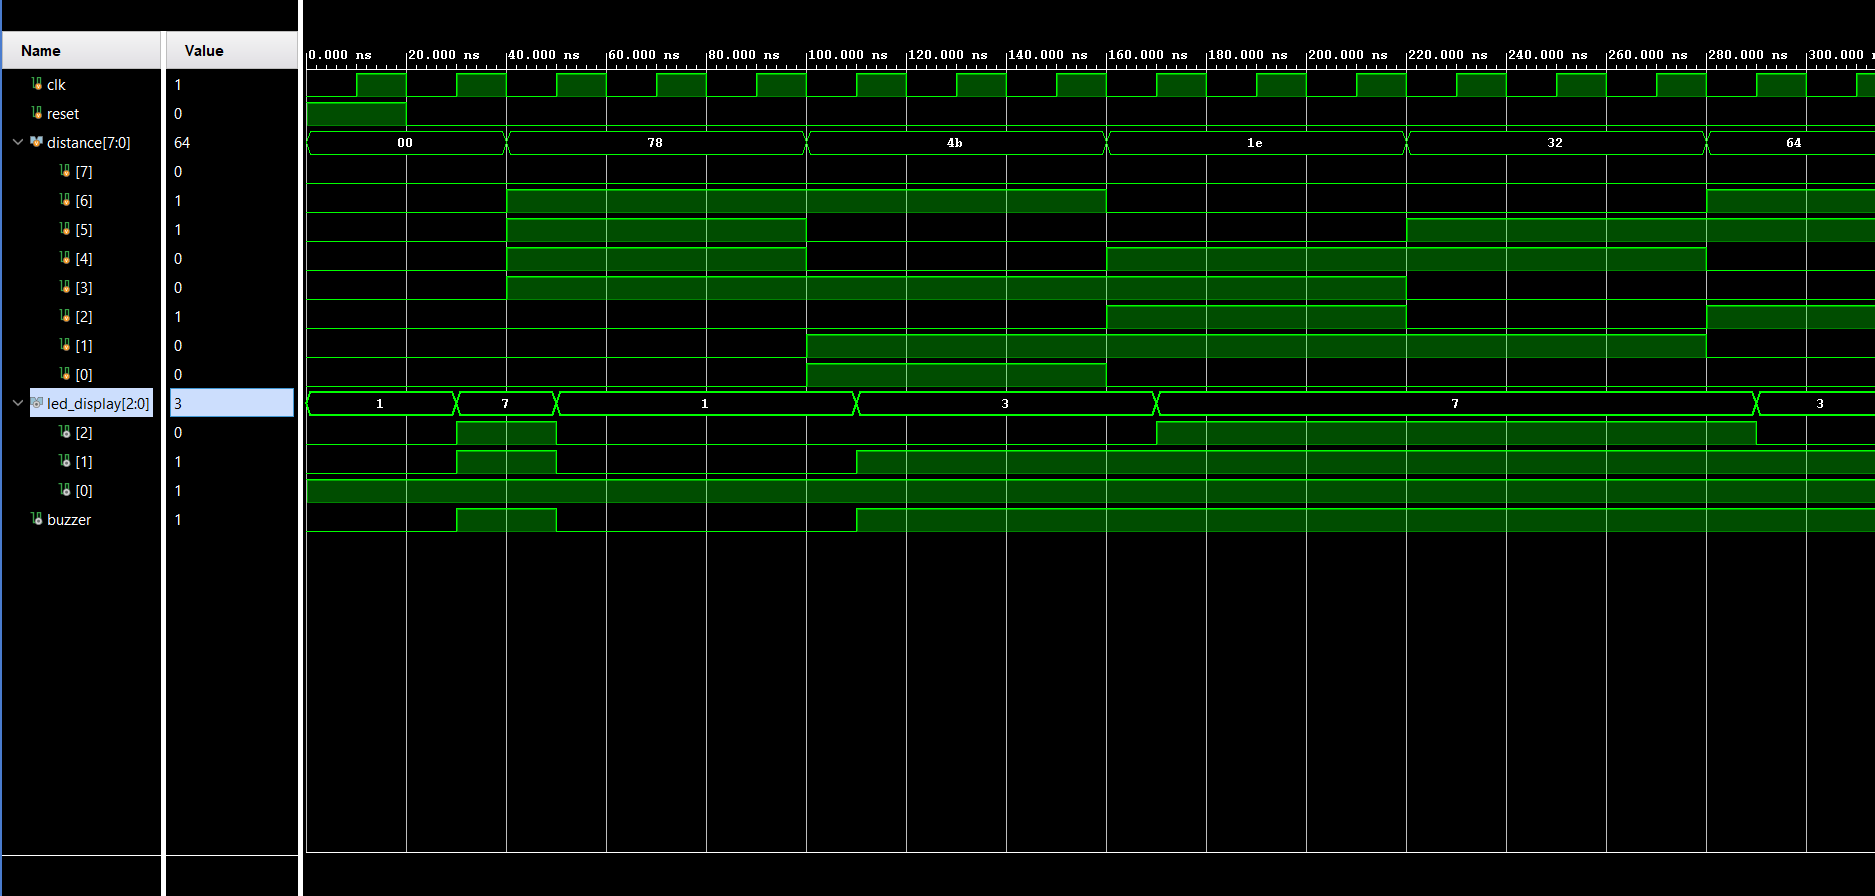 Name Value
0.000 ns 20.000 ns 40.000 ns 60.000 ns 80.000 ns 100.000 ns 120.000 ns 140.000 ns 160.000 ns 180.000 ns 200.000 ns 220.000 ns 240.000 ns 260.000 ns 280.000 ns 300.000
clk 1
reset 0
distance[7:0] 64 00 78 4b 1e 32 64
[7] 0
[6] 1
[5] 1
[4] 0
[3] 0
[2] 1
[1] 0
[0] 0
led_display[2:0] 3 1 7 1 3 7 3
[2] 0
[1] 1
[0] 1
buzzer 1